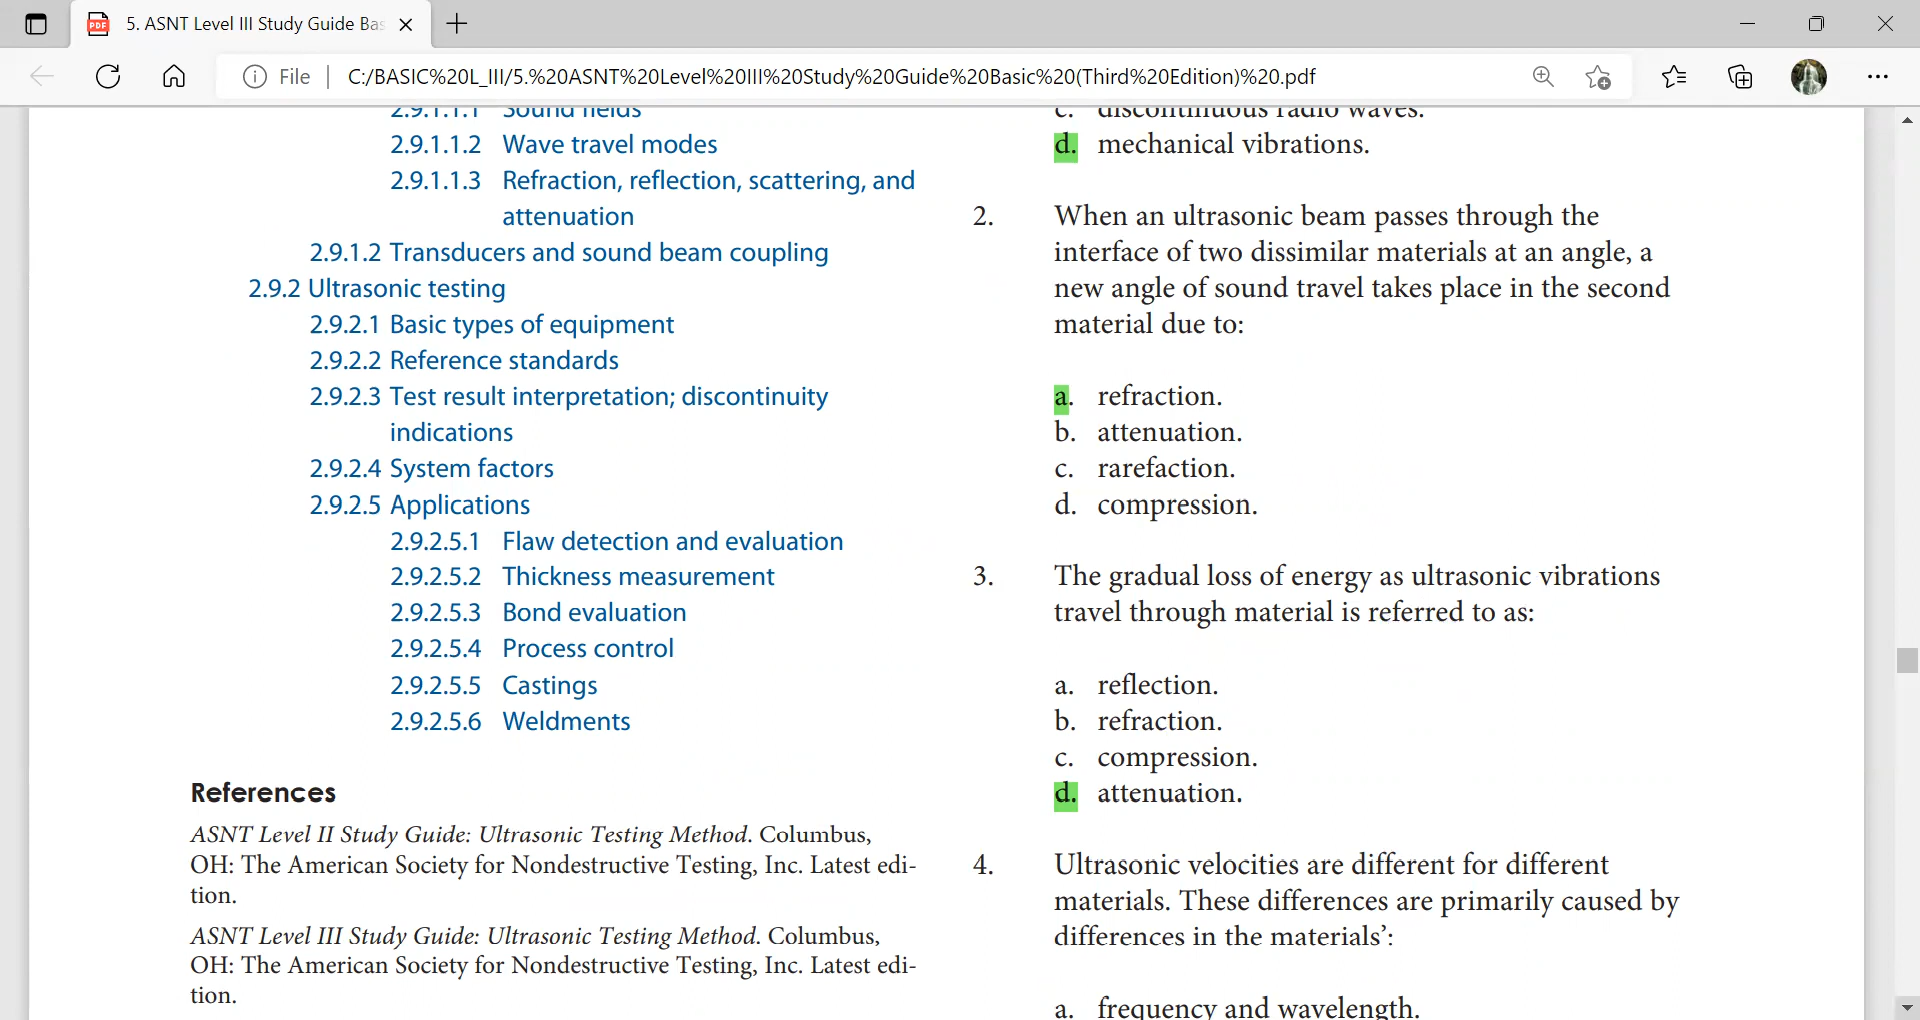 5. ASNT Level III Study Guide Bas
File
C:/BASIC%20L_III/5.%20ASNT%20Level%20III%20Study%20Guide%20Basic%20(Third%20Edition)%20.pdf
2.9.1.1.1 Sound fields
2.9.1.1.2 Wave travel modes
2.9.1.1.3 Refraction, reflection, scattering, and
attenuation
2.9.1.2 Transducers and sound beam coupling
2.9.2 Ultrasonic testing
2.9.2.1 Basic types of equipment
2.9.2.2 Reference standards
2.9.2.3 Test result interpretation; discontinuity
indications
2.9.2.4 System factors
2.9.2.5 Applications
2.9.2.5.1 Flaw detection and evaluation
2.9.2.5.2 Thickness measurement
2.9.2.5.3 Bond evaluation
2.9.2.5.4 Process control
2.9.2.5.5 Castings
2.9.2.5.6 Weldments
References
ASNT Level II Study Guide: Ultrasonic Testing Method. Columbus,
OH: The American Society for Nondestructive Testing, Inc. Latest edi-
tion.
ASNT Level III Study Guide: Ultrasonic Testing Method. Columbus,
OH: The American Society for Nondestructive Testing, Inc. Latest edi-
tion.
c. discontinuous radio waves.
d. mechanical vibrations.
2. When an ultrasonic beam passes through the
interface of two dissimilar materials at an angle, a
new angle of sound travel takes place in the second
material due to:
a. refraction.
b. attenuation.
c. rarefaction.
d. compression.
3. The gradual loss of energy as ultrasonic vibrations
travel through material is referred to as:
a. reflection.
b. refraction.
c. compression.
d. attenuation.
4. Ultrasonic velocities are different for different
materials. These differences are primarily caused by
differences in the materials’:
a. frequency and wavelength.